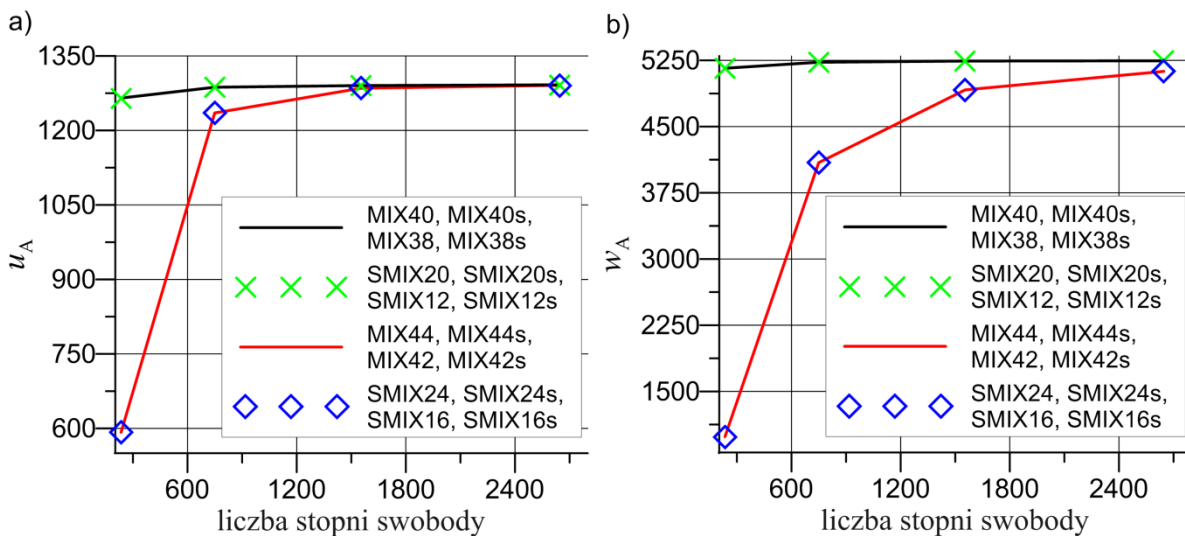 a)
1350
1200
1050
900
750
600
u_A
MIX40, MIX40s,
MIX38, MIX38s
SMIX20, SMIX20s,
SMIX12, SMIX12s
MIX44, MIX44s,
MIX42, MIX42s
SMIX24, SMIX24s,
SMIX16, SMIX16s
600 1200 1800 2400
liczba stopni swobody
b)
5250
4500
3750
3000
2250
1500
w_A
MIX40, MIX40s,
MIX38, MIX38s
SMIX20, SMIX20s,
SMIX12, SMIX12s
MIX44, MIX44s,
MIX42, MIX42s
SMIX24, SMIX24s,
SMIX16, SMIX16s
600 1200 1800 2400
liczba stopni swobody